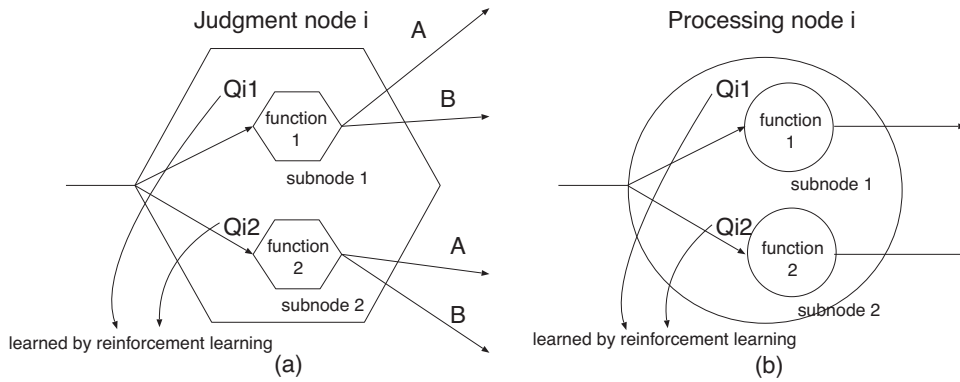 Judgment node i
A
Qi1
B
function
1
subnode 1
Qi2
function
2
A
subnode 2
B
learned by reinforcement learning
(a)
Processing node i
Qi1
function
1
subnode 1
Qi2
function
2
subnode 2
learned by reinforcement learning
(b)